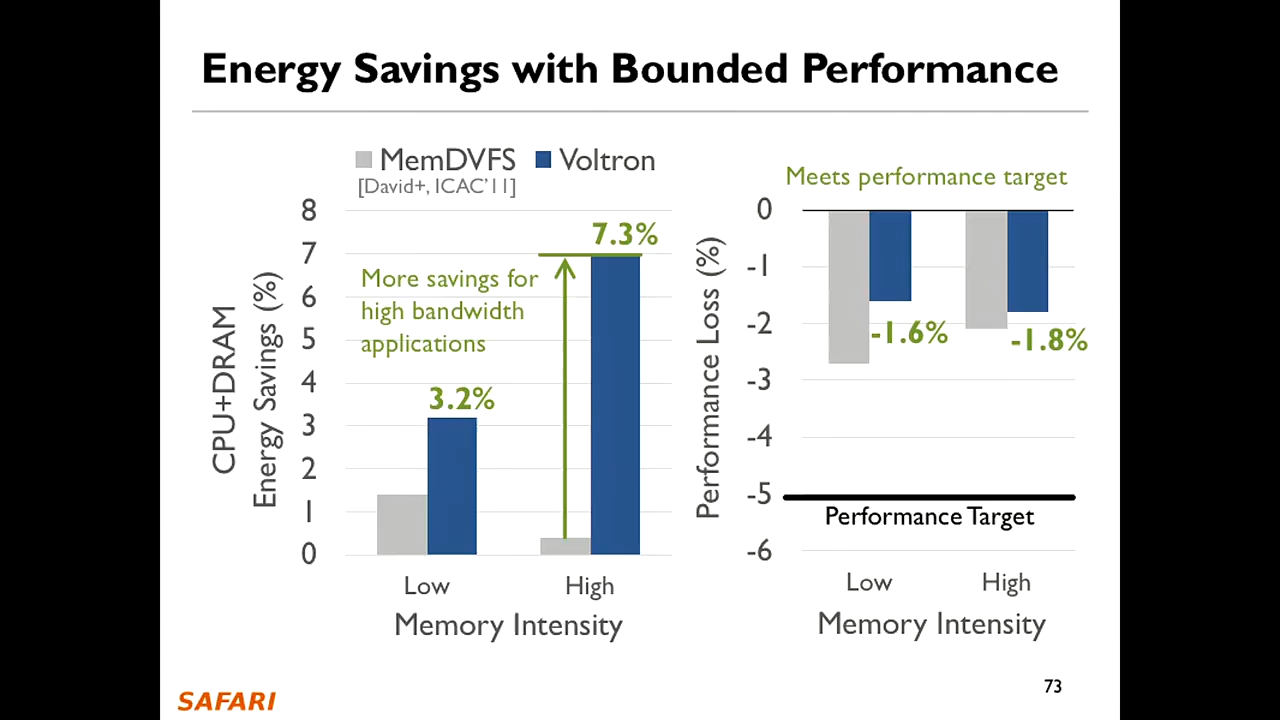 Energy Savings with Bounded Performance
MemDVFS
Voltron
[David+, ICAC'11]
CPU+DRAM
Energy Savings (%)
8
7
6
5
4
3
2
1
0
More savings for
high bandwidth
applications
3.2%
7.3%
Low
High
Memory Intensity
Meets performance target
Performance Loss (%)
0
-1
-2
-3
-4
-5
-6
-1.6%
-1.8%
Performance Target
Low
High
Memory Intensity
SAFARI
73